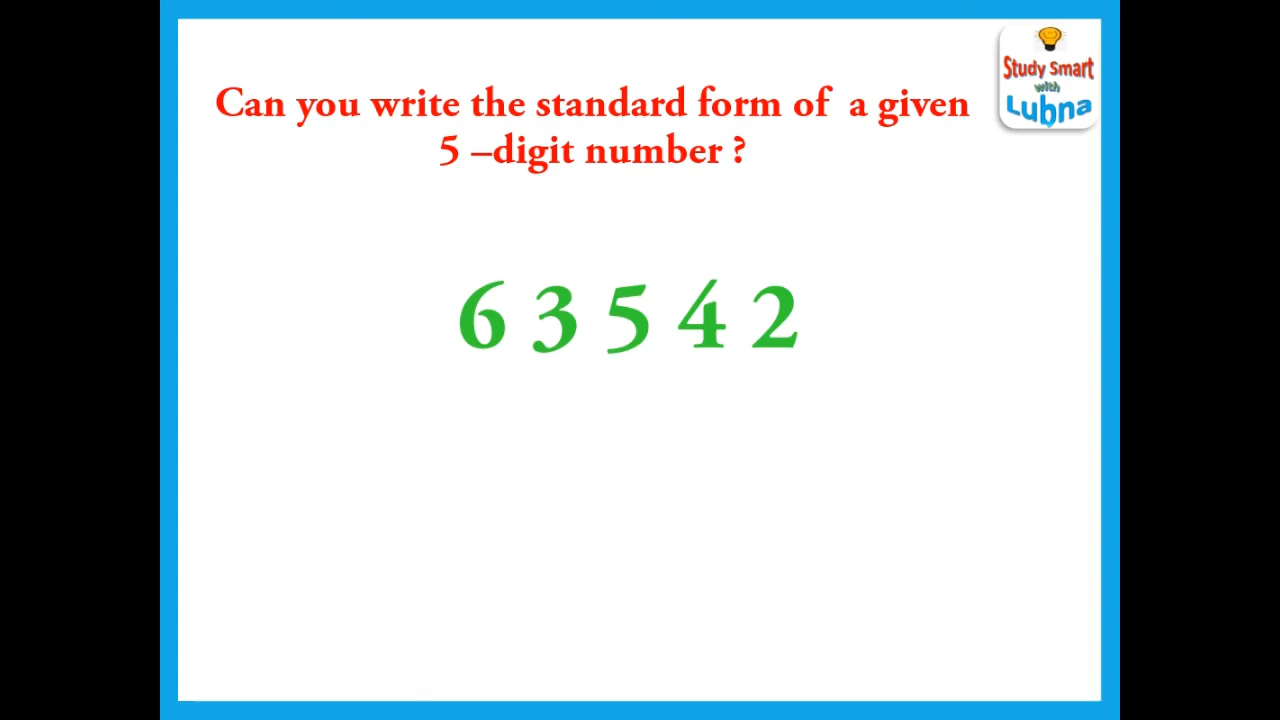 Study Smart
with
Lubna
Can you write the standard form of a given
5 –digit number ?
6 3 5 4 2